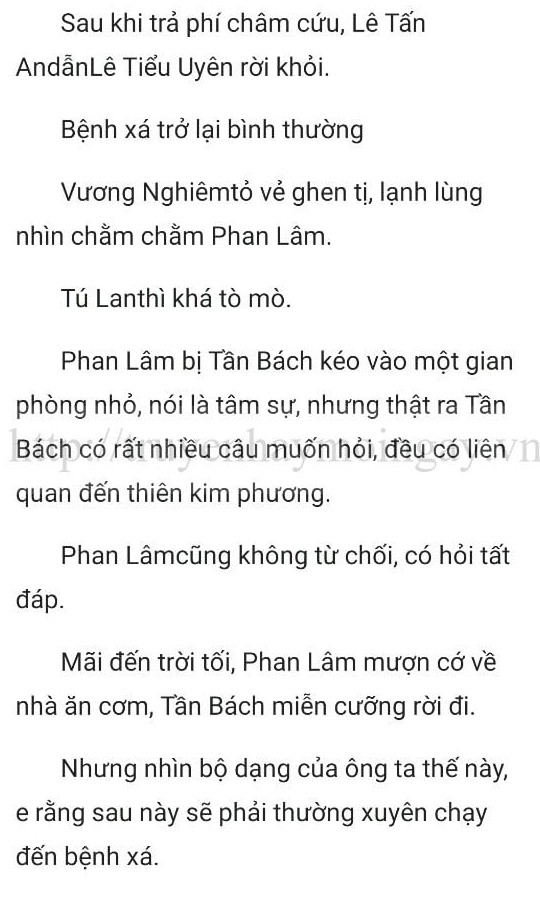 Sau khi trả phí châm cứu, Lê Tấn
AndẫnLê Tiểu Uyên rời khỏi.
Bệnh xá trở lại bình thường
Vương Nghiêmtỏ vẻ ghen tị, lạnh lùng
nhìn chằm chằm Phan Lâm.
Tú Lanthì khá tò mò.
Phan Lâm bị Tần Bách kéo vào một gian
phòng nhỏ, nói là tâm sự, nhưng thật ra Tần
Bách có rất nhiều câu muốn hỏi, đều có liên
http://truyenhaymoingay.vn
quan đến thiên kim phương.
Phan Lâmcũng không từ chối, có hỏi tất
đáp.
Mãi đến trời tối, Phan Lâm mượn cớ về
nhà ăn cơm, Tần Bách miễn cưỡng rời đi.
Nhưng nhìn bộ dạng của ông ta thế này,
e rằng sau này sẽ phải thường xuyên chạy
đến bệnh xá.